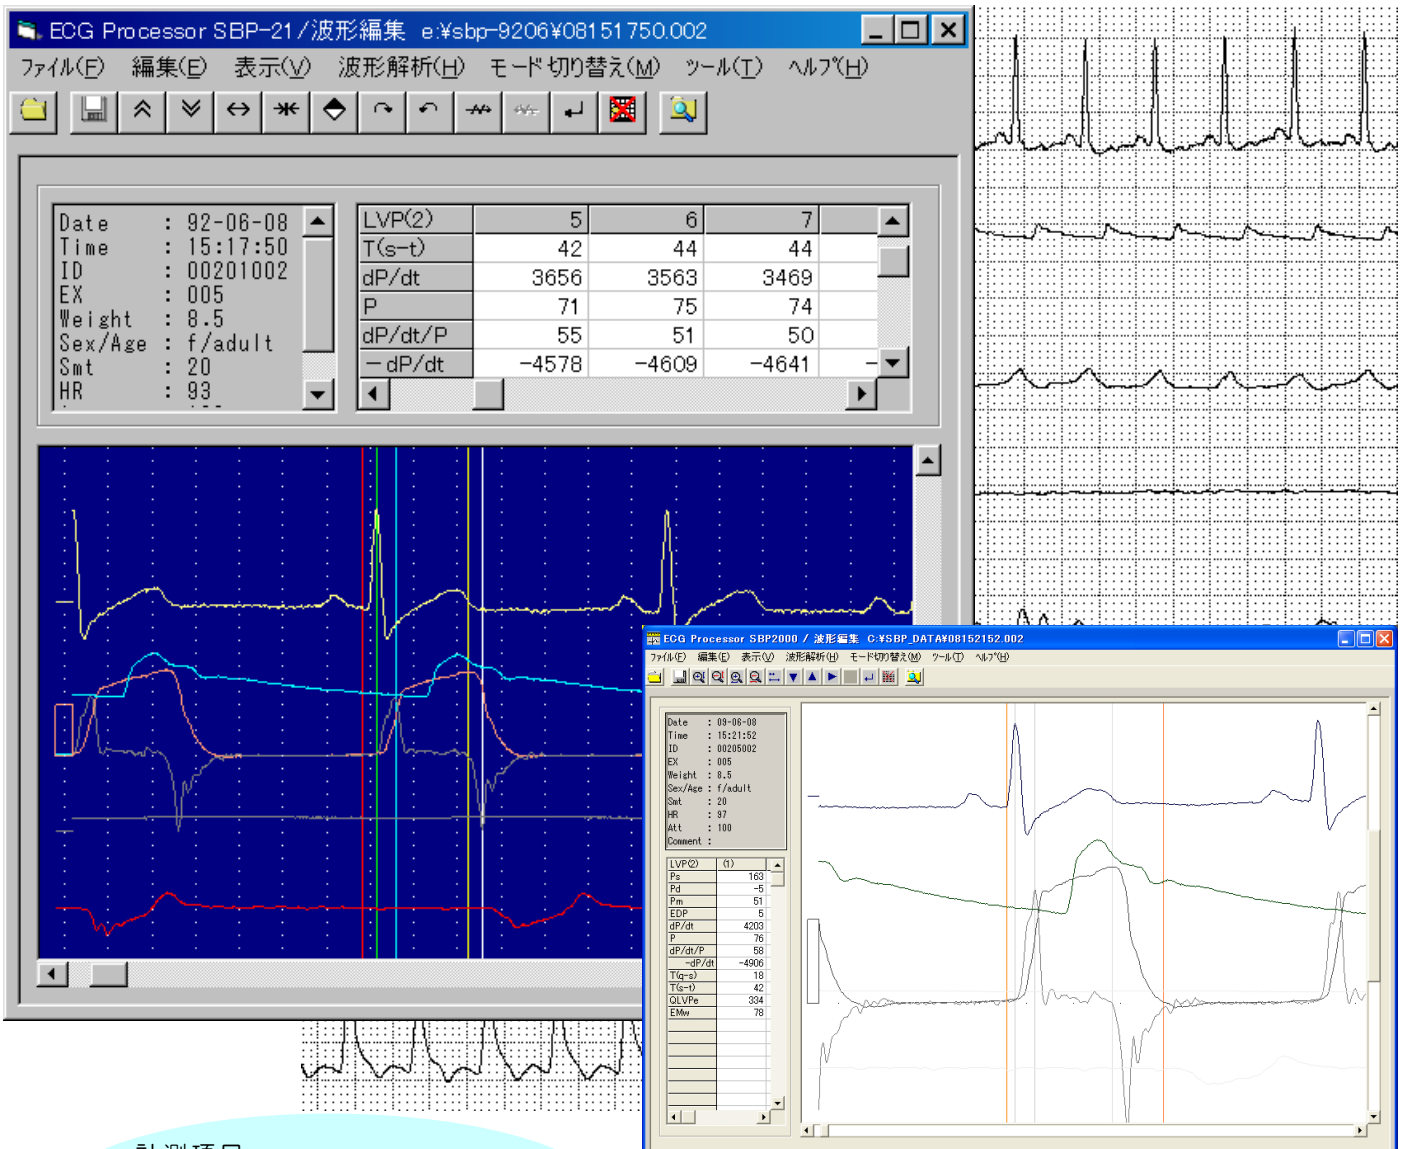 ECG Processor SBP-21/波形編集 e:¥sbp-9206¥08151750.002
ファイル(F) 編集(E) 表示(V) 波形解析(H) モード切り替え(M) ツール(T) ヘルプ(H)
Date : 92-06-08
Time : 15:17:50
ID : 00201002
EX : 005
Weight : 8.5
Sex/Age : f/adult
Smt : 20
HR : 93
LVP(2) 5 6 7
T(s-t) 42 44 44
dP/dt 3656 3563 3469
P 71 75 74
dP/dt/P 55 51 50
-dP/dt -4578 -4609 -4641 -
ECG Processor SBP2000 / 波形編集 C:¥SBP_DATA¥08152152.002
ファイル(F) 編集(E) 表示(V) 波形解析(H) モード切り替え(M) ツール(T) ヘルプ(H)
Date : 09-06-08
Time : 15:21:52
ID : 00205002
EX : 005
Weight : 8.5
Sex/Age : f/adult
Smt : 20
HR : 97
Att : 100
Comment :
LVP(2) (1)
Ps 163
Pd -5
Pm 51
EDP 5
dP/dt 4203
P 76
dP/dt/P 58
-dP/dt -4906
T(q-s) 18
T(s-t) 42
QLVPe 334
EMw 78
計測項目